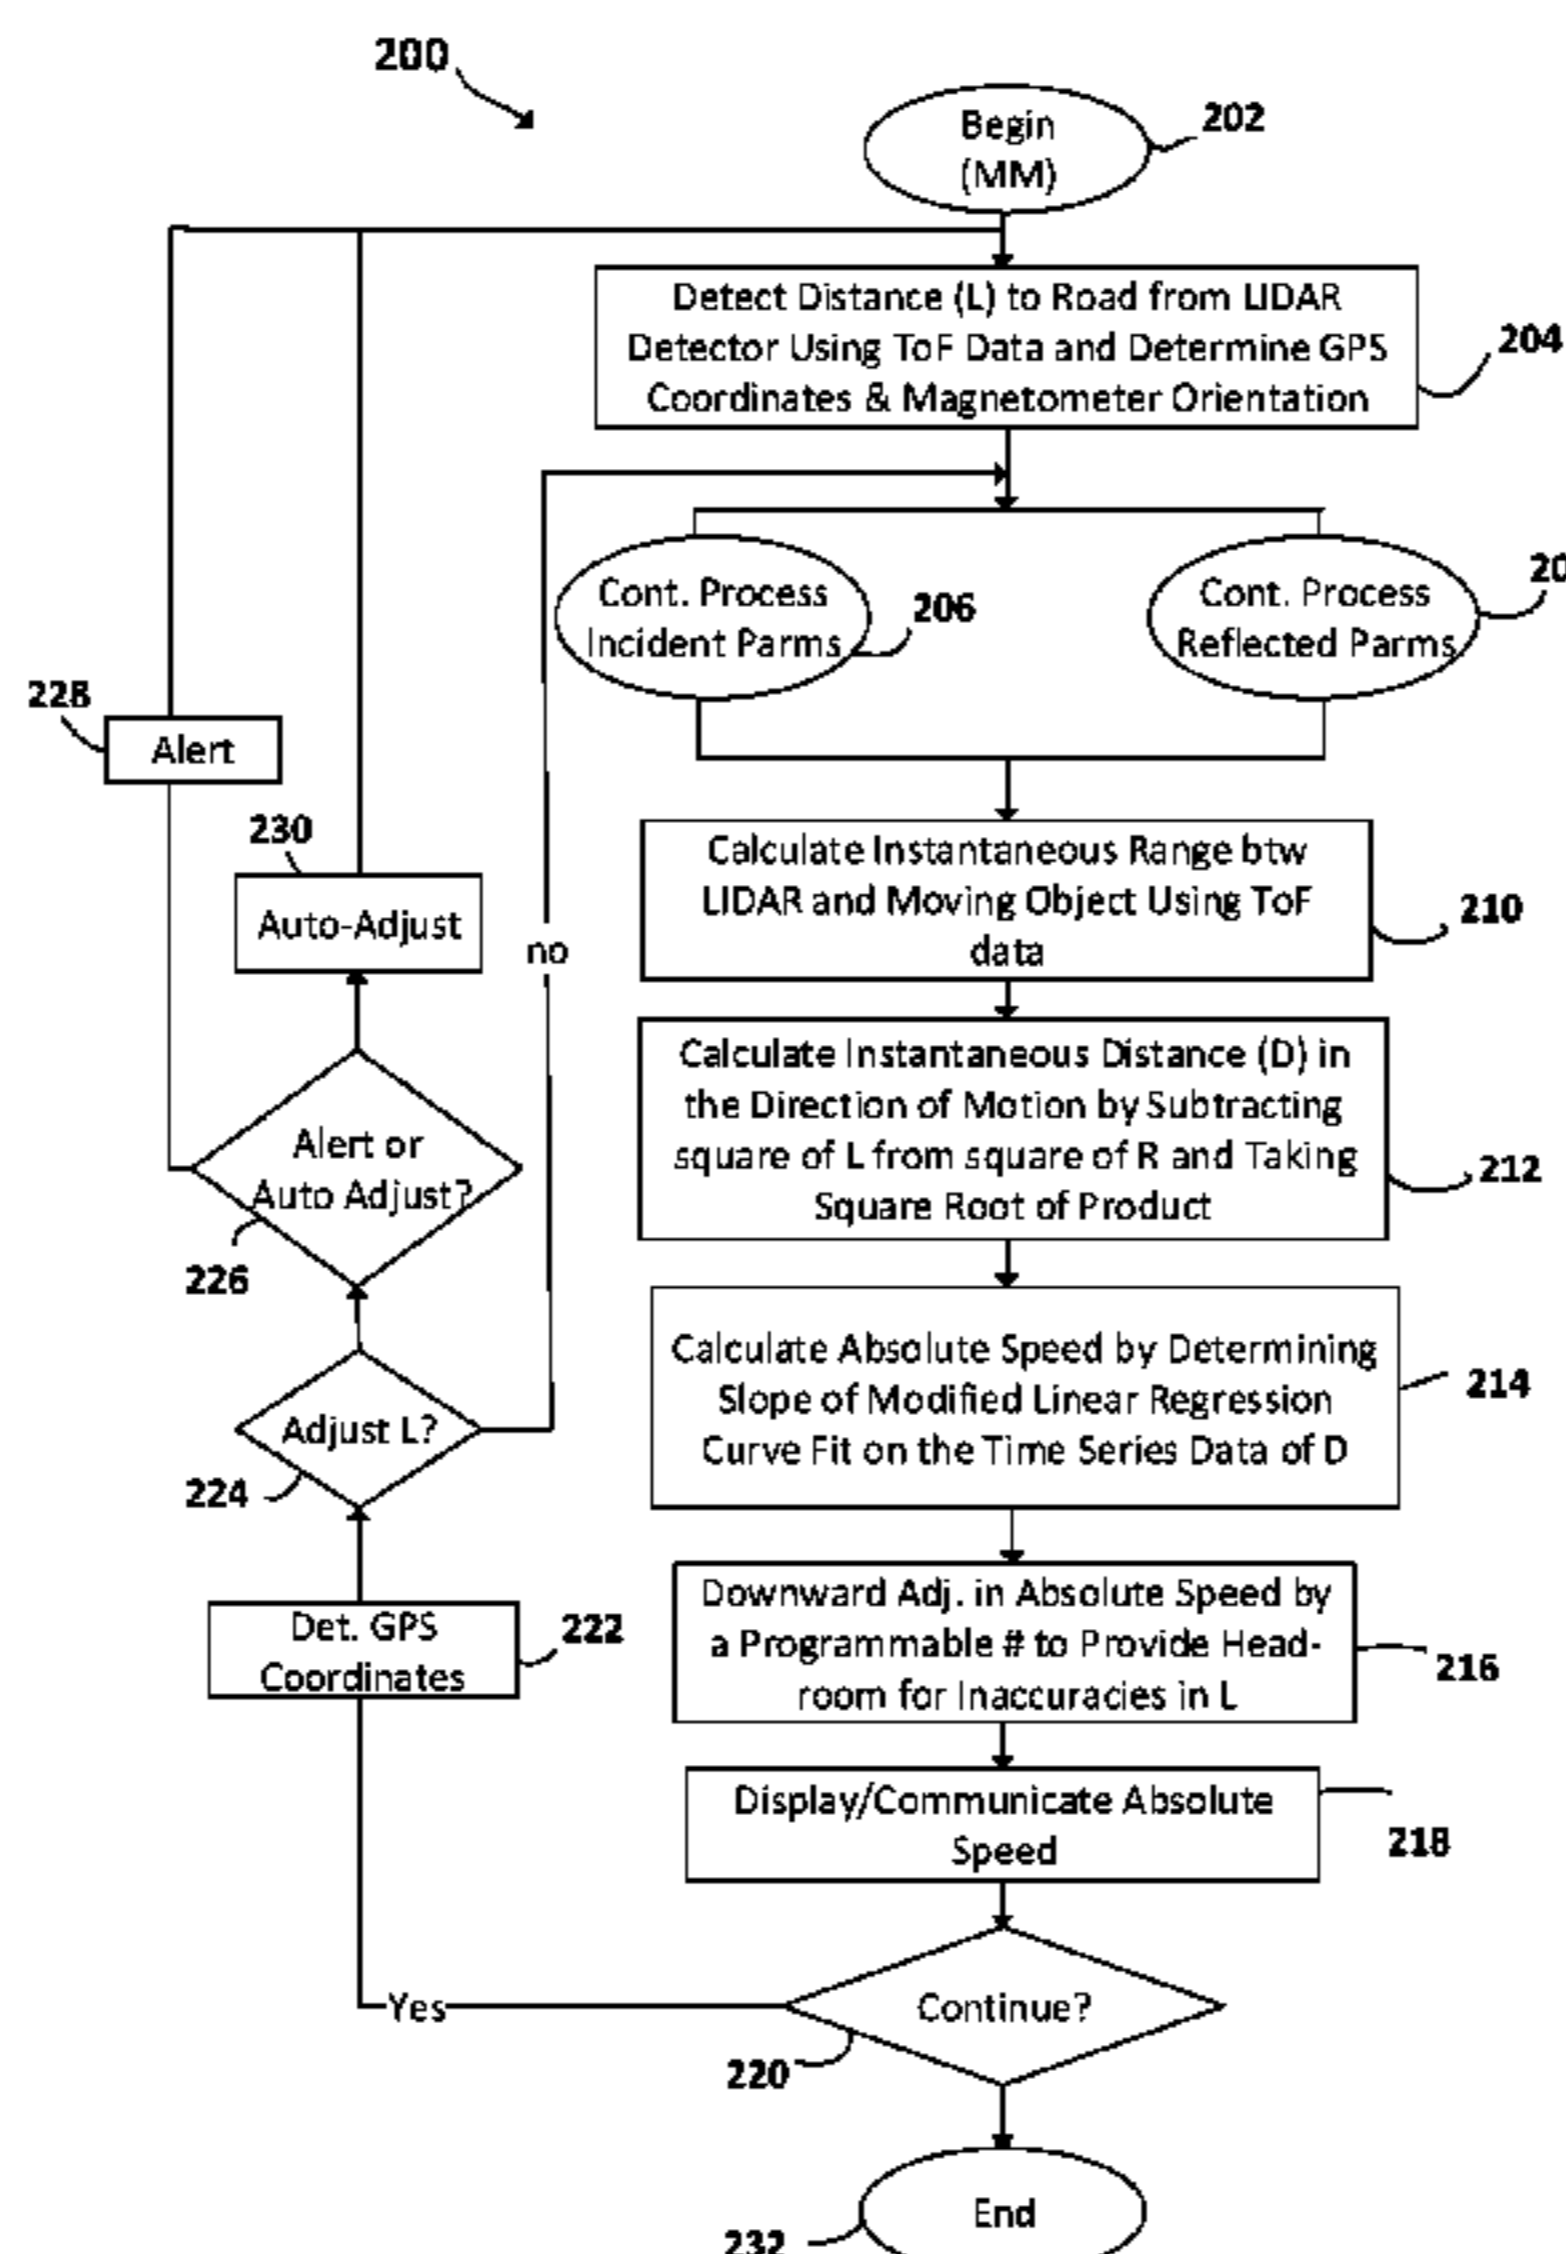 200
Begin
(MM)
202
Detect Distance (L) to Road from LIDAR
Detector Using ToF Data and Determine GPS
Coordinates & Magnetometer Orientation
204
Cont. Process
Incident Parms
206
Cont. Process
Reflected Parms
20
228
Alert
230
Auto-Adjust
no
Calculate Instantaneous Range btw
LIDAR and Moving Object Using ToF
data
210
Calculate Instantaneous Distance (D) in
the Direction of Motion by Subtracting
square of L from square of R and Taking
Square Root of Product
212
Alert or
Auto Adjust?
226
Calculate Absolute Speed by Determining
Slope of Modified Linear Regression
Curve Fit on the Time Series Data of D
214
Adjust L?
224
Downward Adj. in Absolute Speed by
a Programmable # to Provide Head-
room for Inaccuracies in L
216
Det. GPS
Coordinates
222
Display/Communicate Absolute
Speed
218
Continue?
Yes
220
End
232